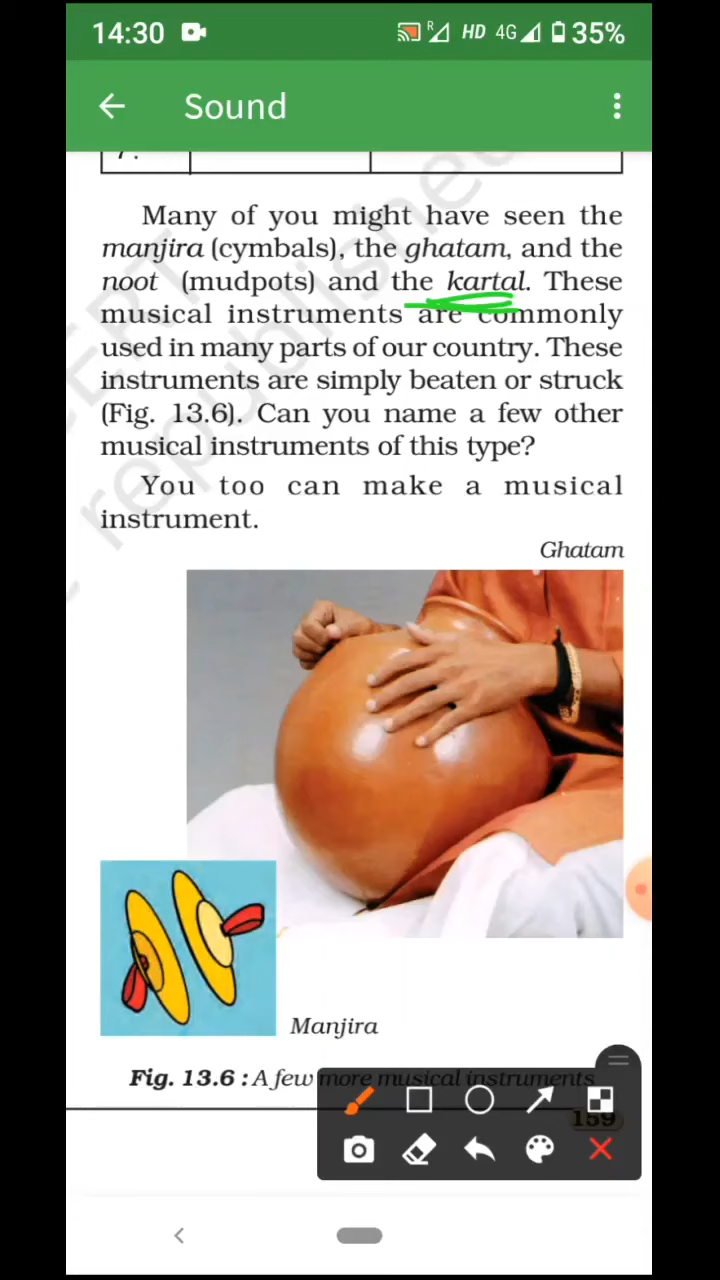 14:30
R HD 4G 35%
Sound
7.
Many of you might have seen the
manjira (cymbals), the ghatam, and the
noot (mudpots) and the kartal. These
musical instruments are commonly
used in many parts of our country. These
instruments are simply beaten or struck
(Fig. 13.6). Can you name a few other
musical instruments of this type?
You too can make a musical
instrument.
Ghatam
Manjira
Fig. 13.6 : A few more musical instruments
159